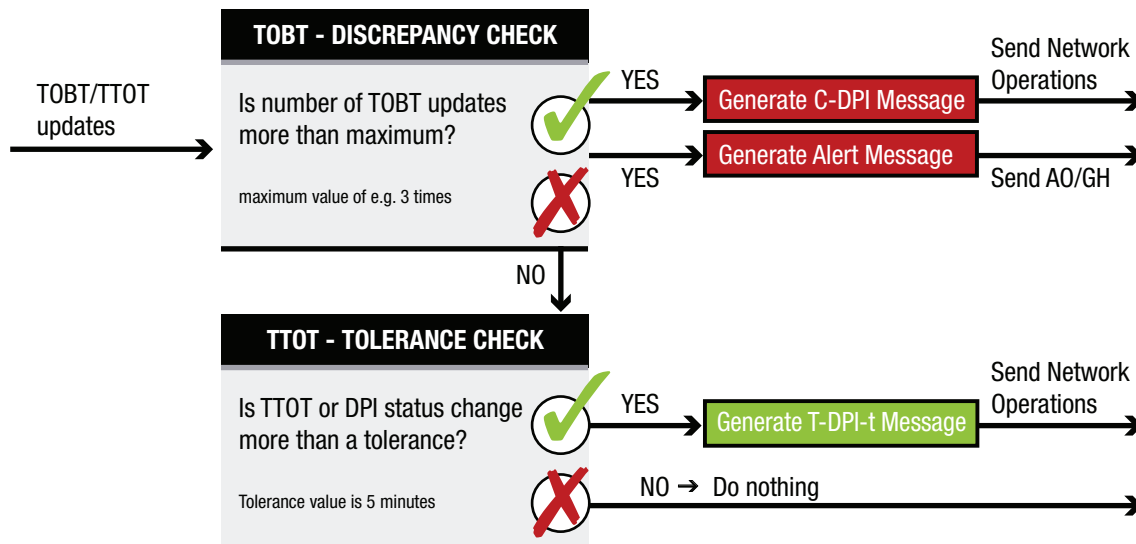 TOBT/TTOT
updates
TOBT - DISCREPANCY CHECK
Is number of TOBT updates
more than maximum?
maximum value of e.g. 3 times
YES
Generate C-DPI Message
Send Network
Operations
YES
Generate Alert Message
Send AO/GH
NO
TTOT - TOLERANCE CHECK
Is TTOT or DPI status change
more than a tolerance?
Tolerance value is 5 minutes
YES
Generate T-DPI-t Message
Send Network
Operations
NO → Do nothing